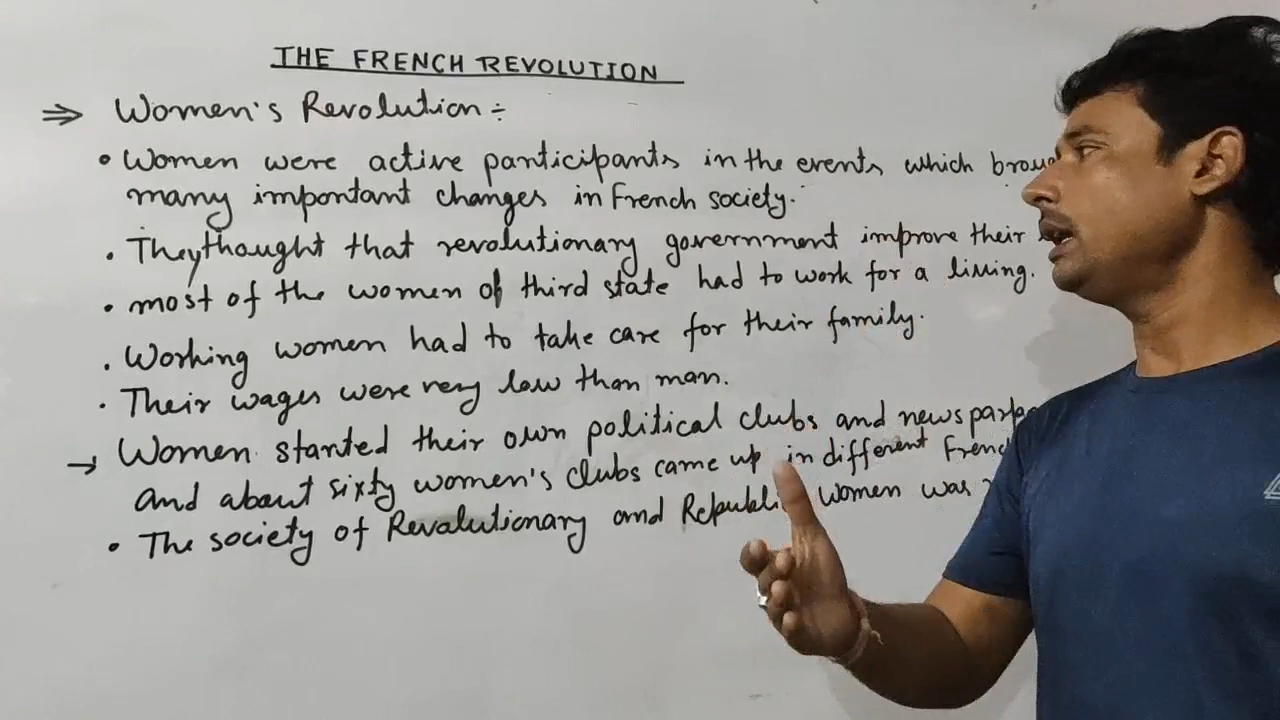 THE FRENCH REVOLUTION
⇒ Women's Revolution ÷
• Women were active participants in the events which
many important changes in French society.
• They thought that revolutionary government improve their
• most of the women of third state had to work for a living.
• Working women had to take care for their family.
• Their wages were very low than man.
→ Women started their own political clubs and
and about sixty women's clubs came up in different
• The society of Revalutionary and women was